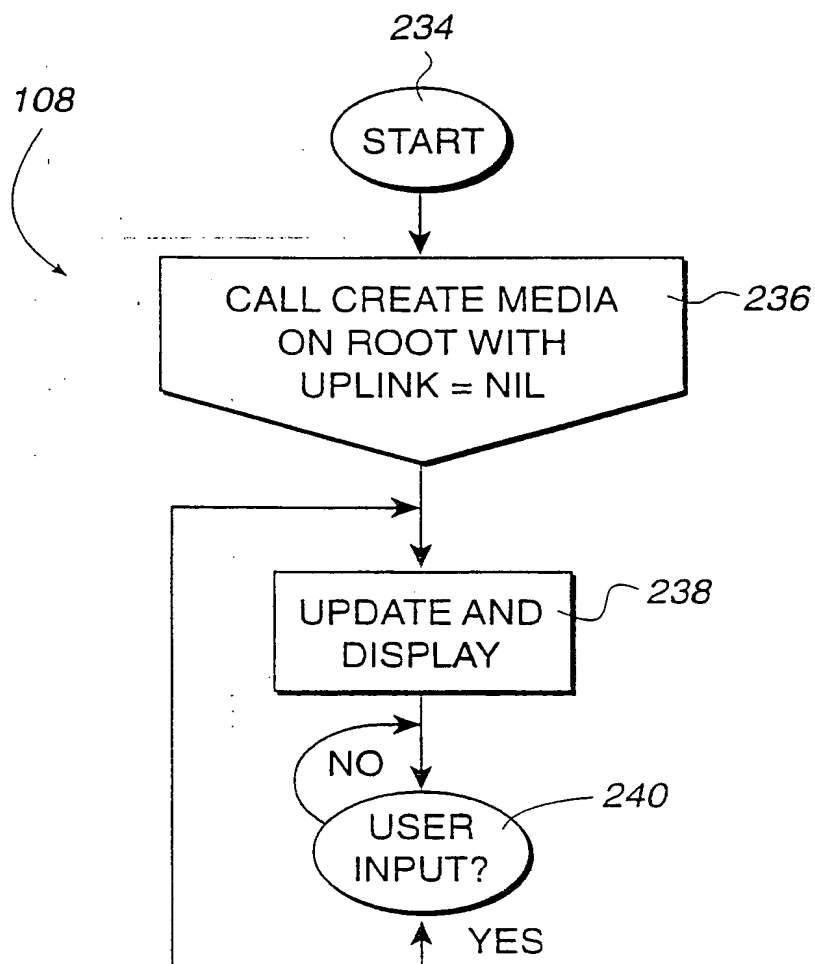 234
108
START
CALL CREATE MEDIA
ON ROOT WITH
UPLINK = NIL
236
UPDATE AND
DISPLAY
238
NO
240
USER
INPUT?
YES